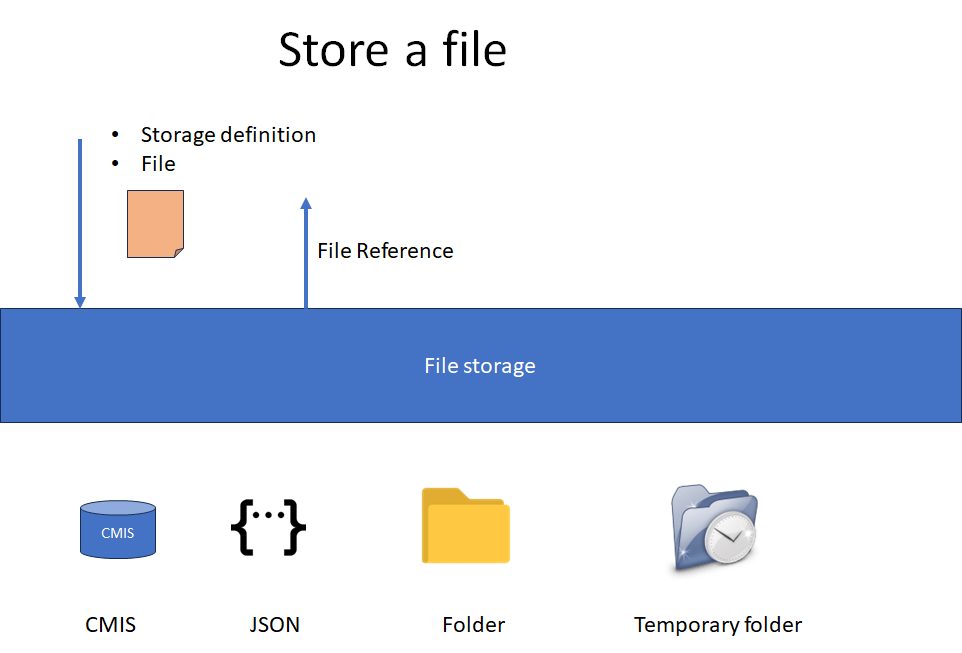 Store a file
• Storage definition
• File
File Reference
File storage
CMIS
{...}
CMIS
JSON
Folder
Temporary folder